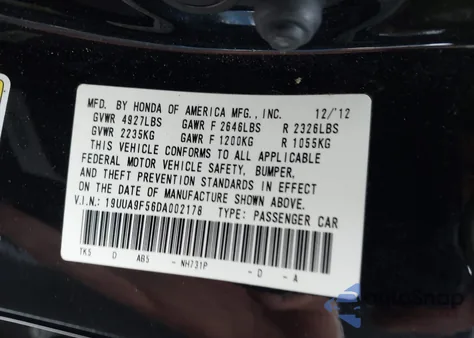 MFD. BY HONDA OF AMERICA MFG., INC. 12/'12
GVWR 4927LBS GAWR F 2646LBS R 2326LBS
GVWR 2235KG GAWR F 1200KG R 1055KG
THIS VEHICLE CONFORMS TO ALL APPLICABLE
FEDERAL MOTOR VEHICLE SAFETY, BUMPER,
AND THEFT PREVENTION STANDARDS IN EFFECT
ON THE DATE OF MANUFACTURE SHOWN ABOVE.
V.I.N.: 19UUA9F56DA002178 TYPE: PASSENGER CAR
TK5 D AB5 - NH731P - D - A
AutoSnap